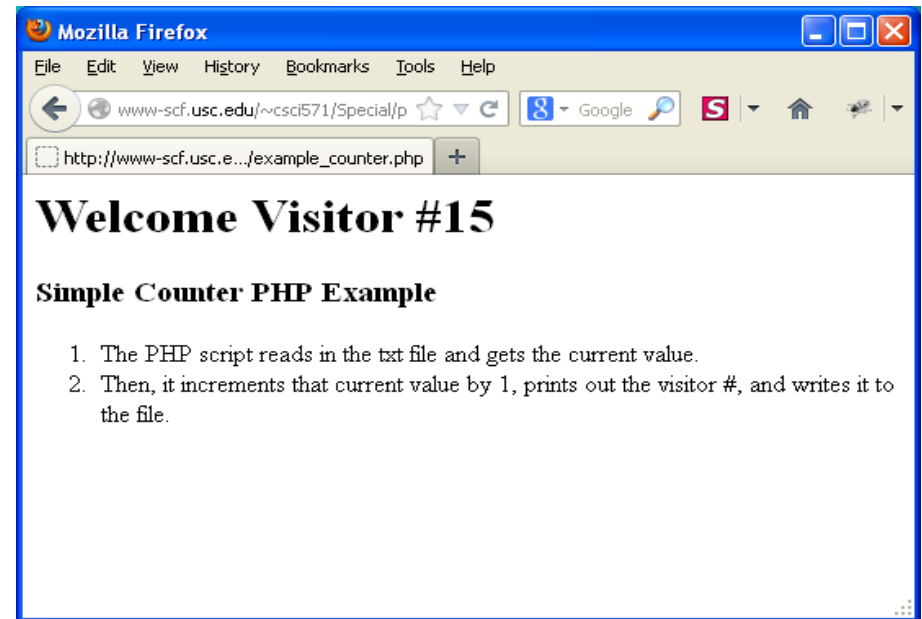 Mozilla Firefox
File Edit View History Bookmarks Tools Help
www-scf.usc.edu/~csci571/Special/p Google S
http://www-scf.usc.e.../example_counter.php +
Welcome Visitor #15
Simple Counter PHP Example
1. The PHP script reads in the txt file and gets the current value.
2. Then, it increments that current value by 1, prints out the visitor #, and writes it to
the file.